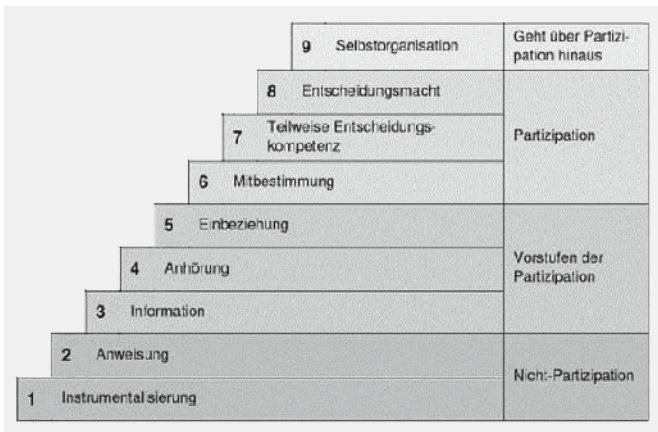 9 Selbstorganisation
Geht über Partizi-
pation hinaus
8 Entscheidungsmacht
7 Teilweise Entscheidungs-
kompetenz
Partizipation
6 Mitbestimmung
5 Einbeziehung
4 Anhörung
Vorstufen der
Partizipation
3 Information
2 Anweisung
Nicht-Partizipation
1 Instrumentalisierung